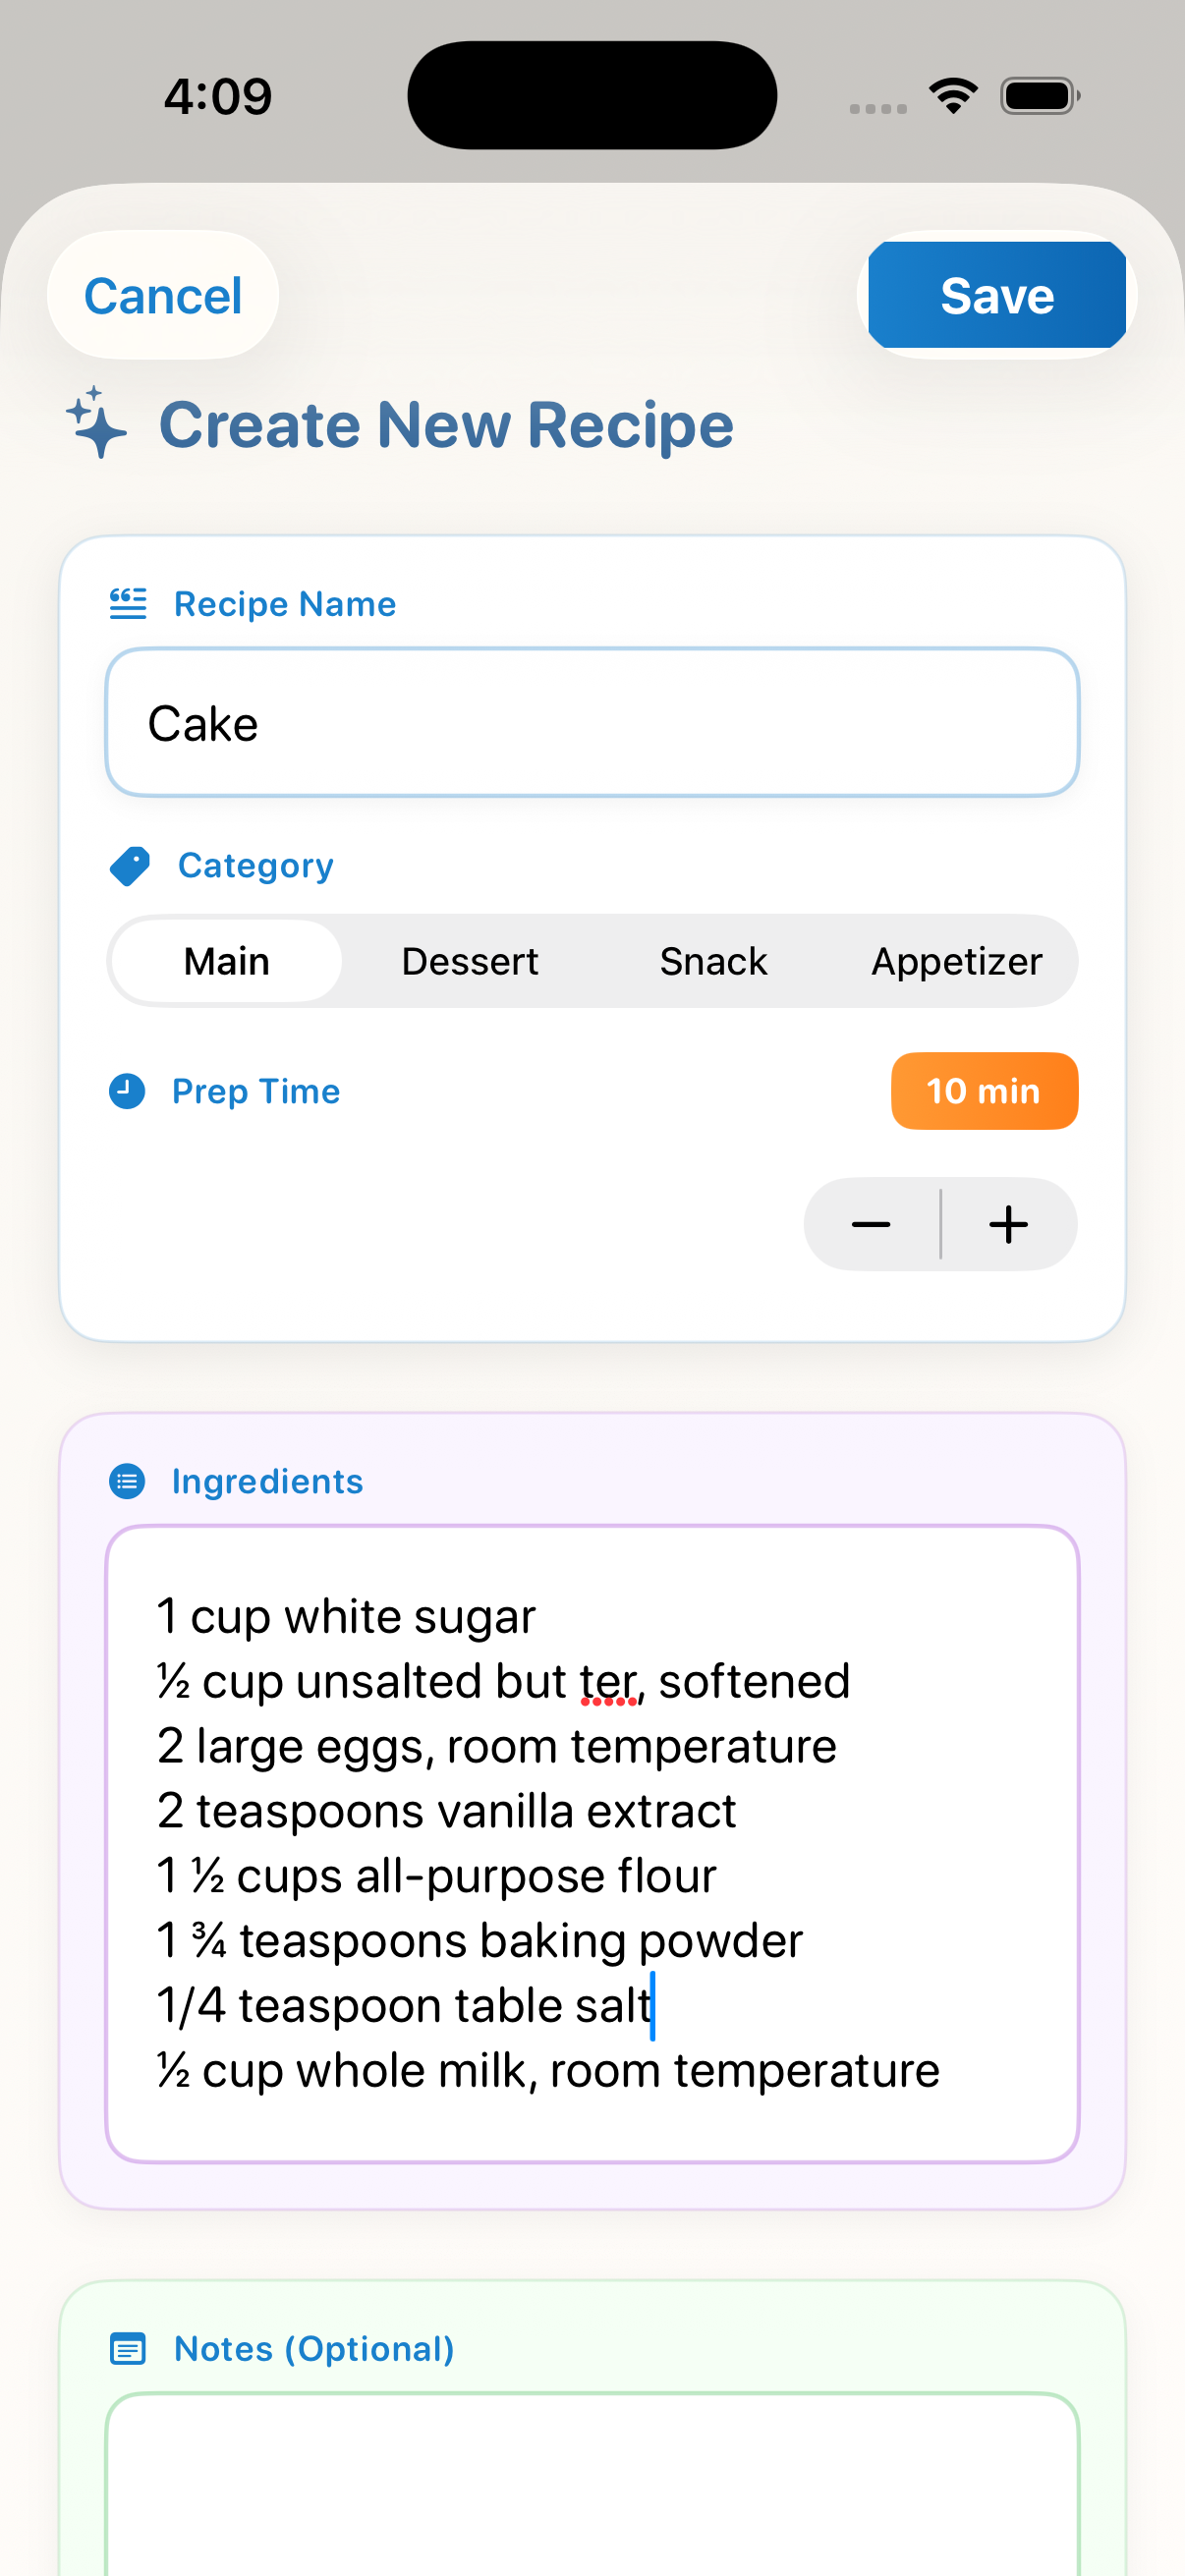 4:09
Cancel
Save
Create New Recipe
Recipe Name
Cake
Category
Main Dessert Snack Appetizer
Prep Time
10 min
Ingredients
1 cup white sugar
½ cup unsalted but ter, softened
2 large eggs, room temperature
2 teaspoons vanilla extract
1 ½ cups all-purpose flour
1 ¾ teaspoons baking powder
1/4 teaspoon table salt
½ cup whole milk, room temperature
Notes (Optional)